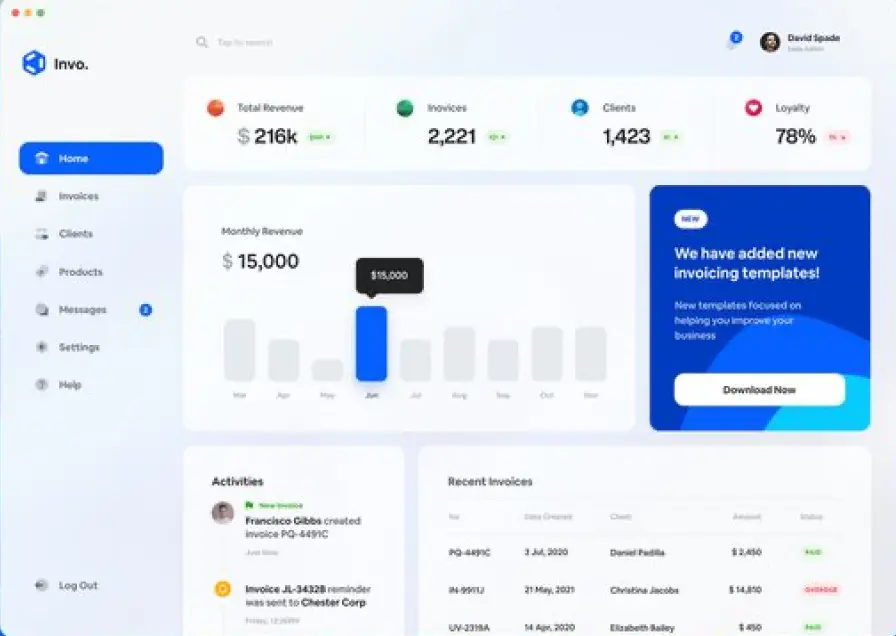 Tap to search
2
David Spade
Invo.
Total Revenue
$ 216k
Inovices
2,221
Clients
1,423
Loyalty
78%
Home
Invoices
Clients
Products
Messages
2
Settings
Help
Log Out
Monthly Revenue
$ 15,000
$15,000
Mar
Apr
May
Jun
Jul
Aug
Sep
Oct
Nov
NEW
We have added new
invoicing templates!
New templates focused on
helping you improve your
business
Download Now
Activities
New Invoice
Francisco Gibbs created
invoice PQ-4491C
Just Now
Invoice JL-3432B reminder
was sent to Chester Corp
Recent Invoices
No Date Created Client Amount Status
PQ-4491C 3 Jul, 2020 Daniel Padilla $ 2,450 PAID
IN-9911J 21 May, 2021 Christina Jacobs $ 14,810 OVERDUE
UV-2319A 14 Apr, 2020 Elizabeth Bailey $ 450 PAID